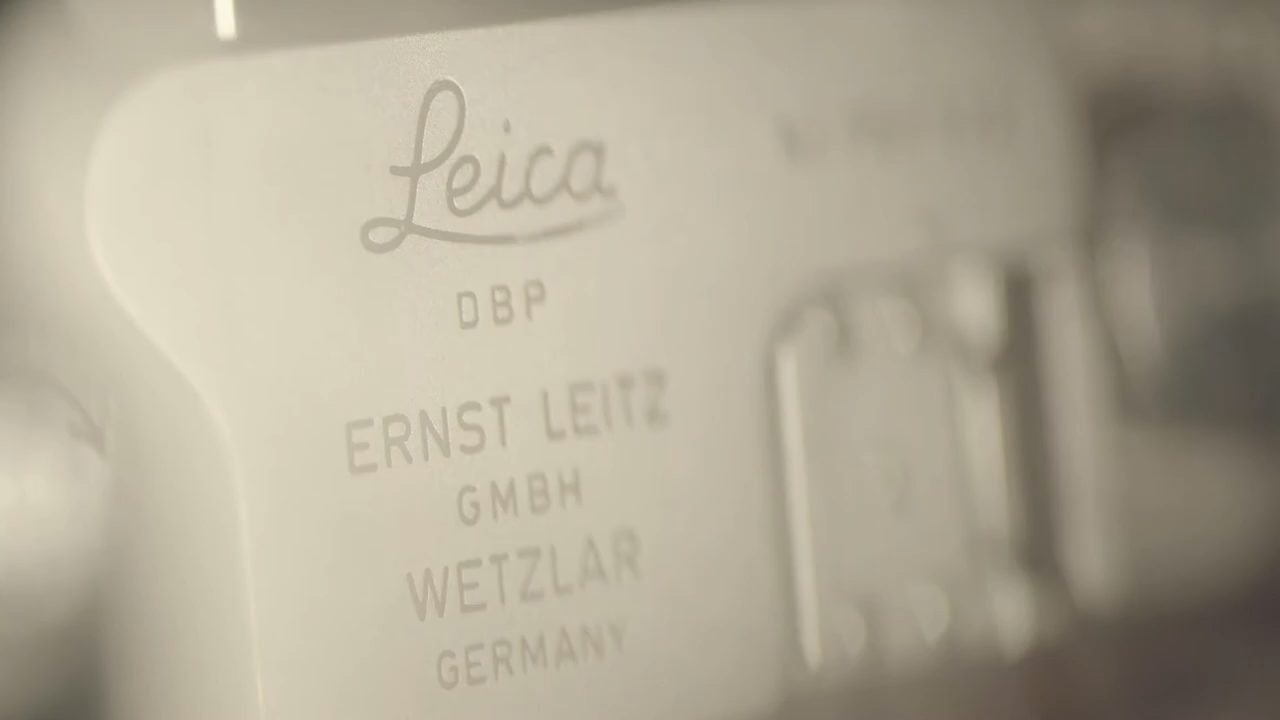 Leica
DBP
ERNST LEITZ
GMBH
WETZLAR
GERMANY